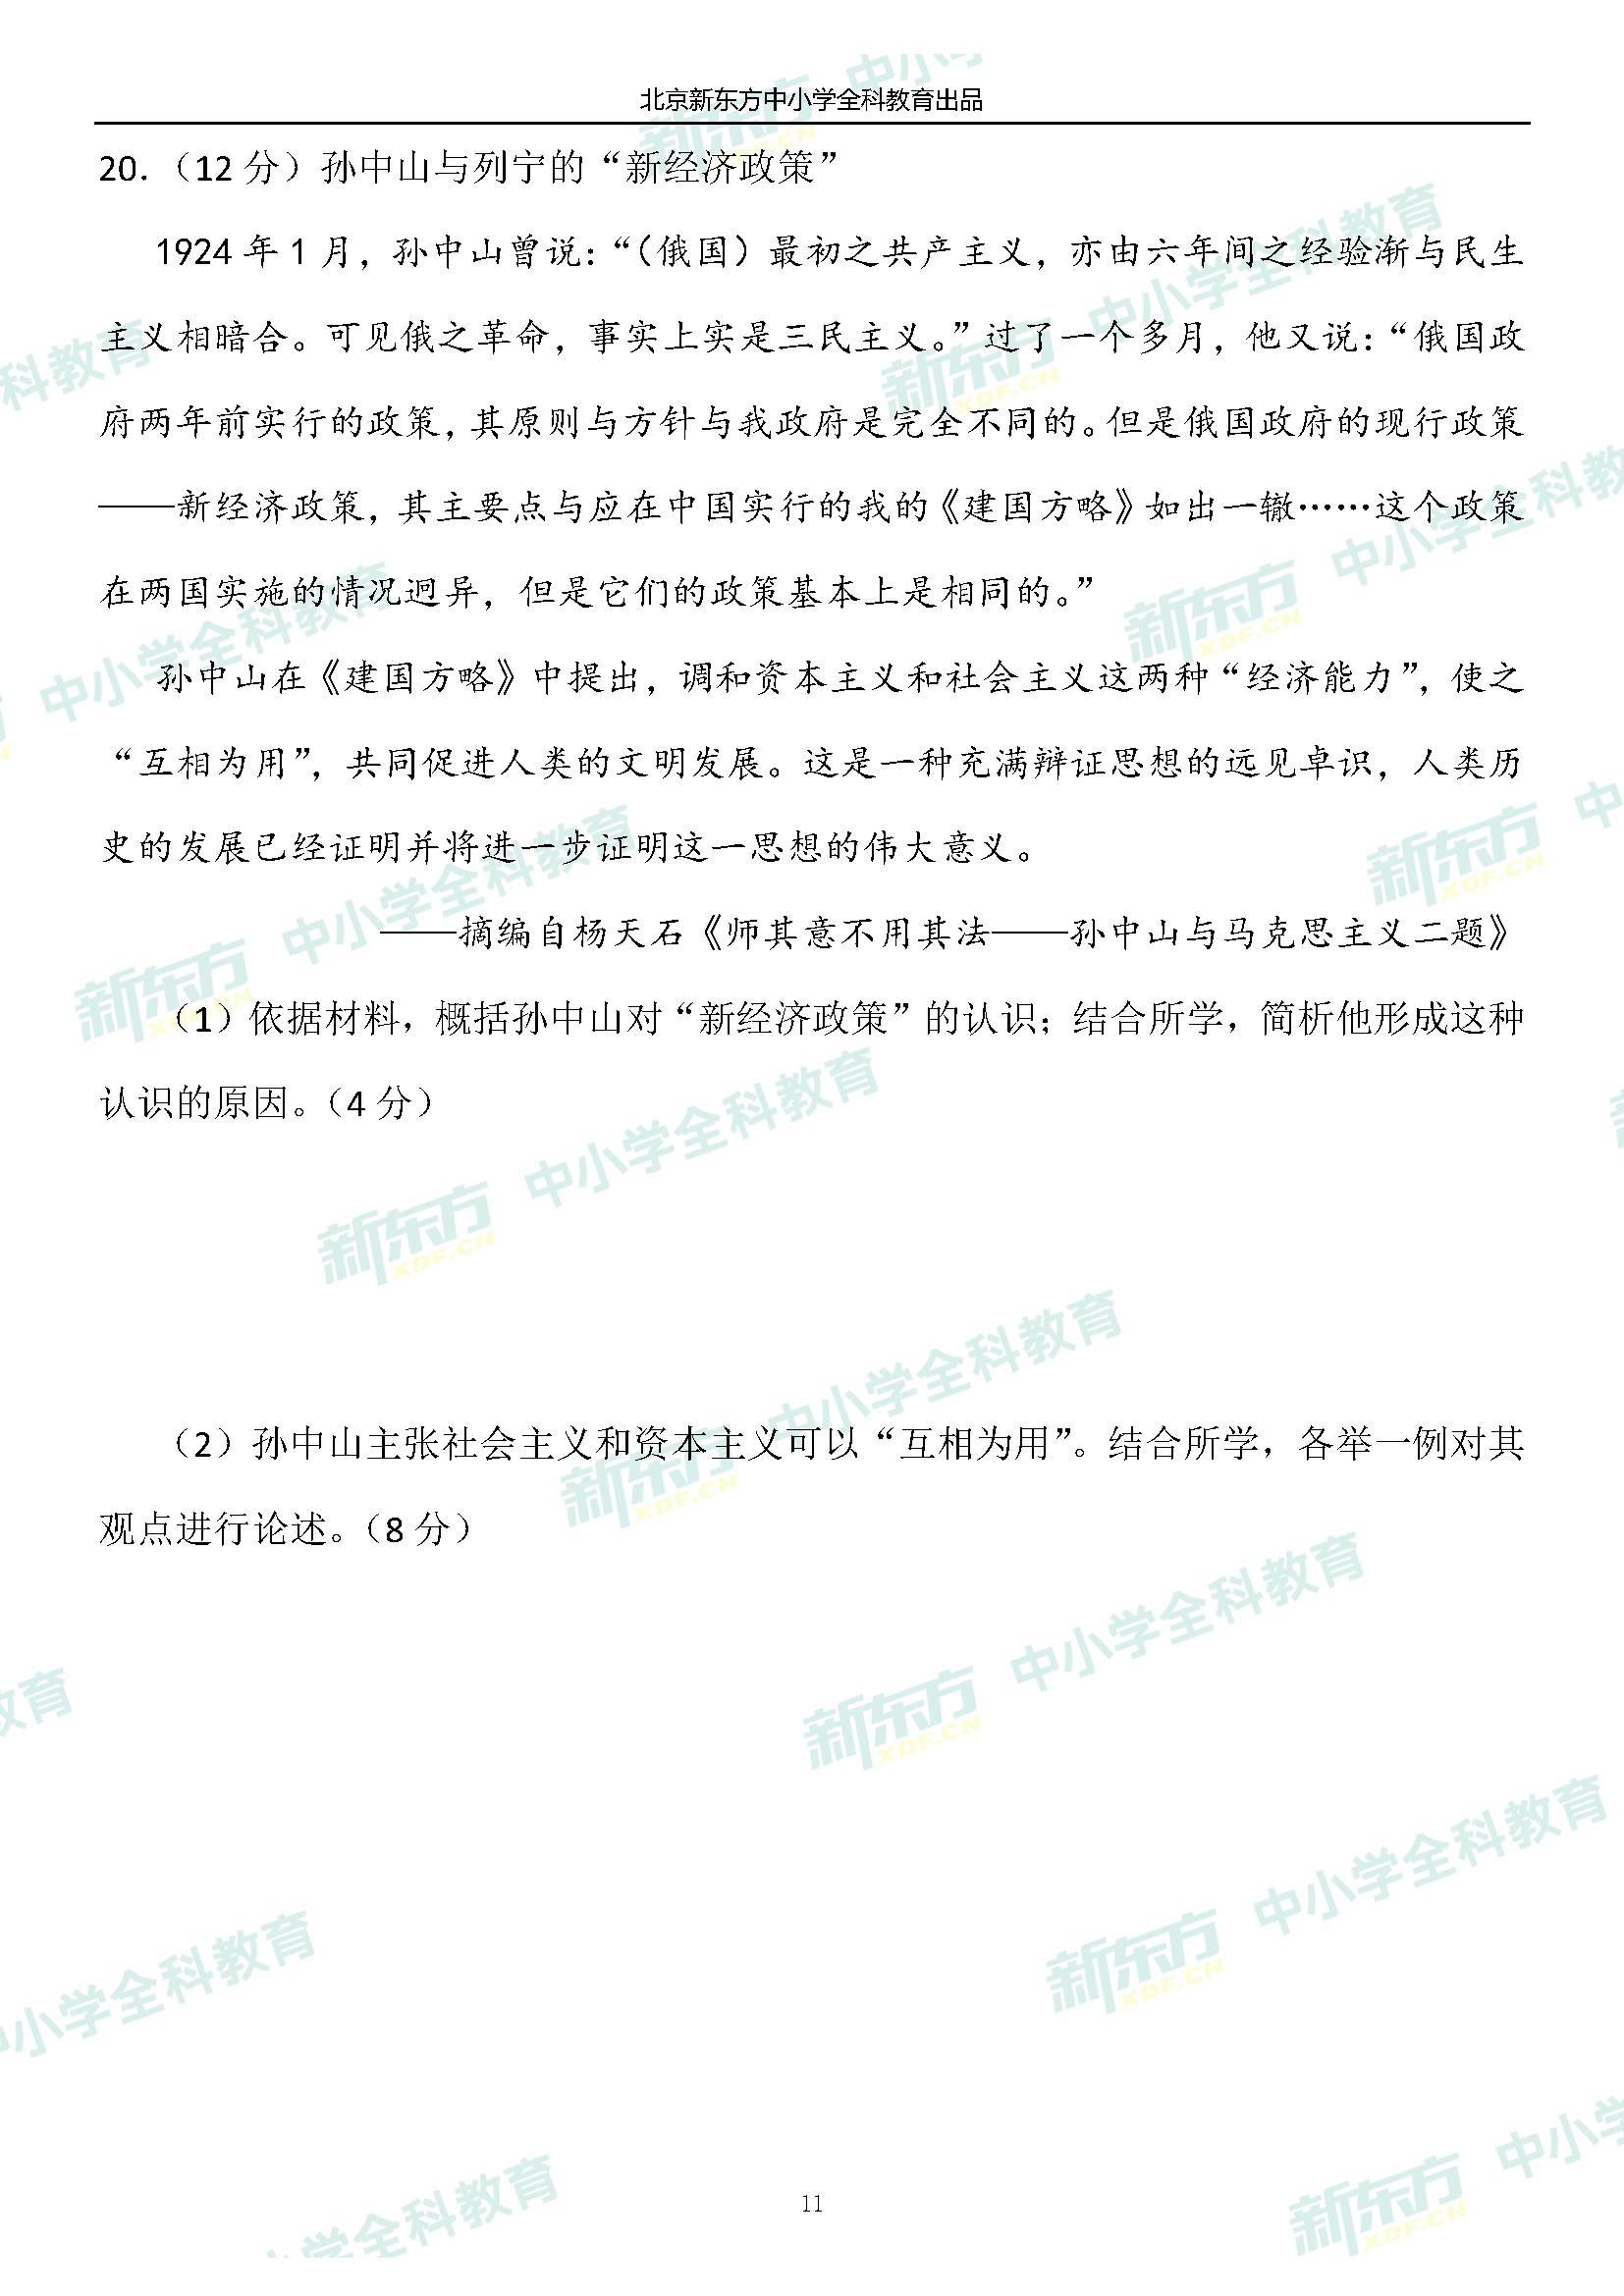 北京新东方中小学全科教育出品
20.（12 分）孙中山与列宁的“新经济政策”
1924 年 1 月，孙中山曾说：“（俄国）最初之共产主义，亦由六年间之经验渐与民生
主义相暗合。可见俄之革命，事实上实是三民主义。”过了一个多月，他又说：“俄国政
府两年前实行的政策，其原则与方针与我政府是完全不同的。但是俄国政府的现行政策
——新经济政策，其主要点与应在中国实行的我的《建国方略》如出一辙……这个政策
在两国实施的情况迥异，但是它们的政策基本上是相同的。”
孙中山在《建国方略》中提出，调和资本主义和社会主义这两种“经济能力”，使之
“互相为用”，共同促进人类的文明发展。这是一种充满辩证思想的远见卓识，人类历
史的发展已经证明并将进一步证明这一思想的伟大意义。
——摘编自杨天石《师其意不用其法——孙中山与马克思主义二题》
（1）依据材料，概括孙中山对“新经济政策”的认识；结合所学，简析他形成这种
认识的原因。（4 分）
（2）孙中山主张社会主义和资本主义可以“互相为用”。结合所学，各举一例对其
观点进行论述。（8 分）
11
新东方 XDF.CN 中小学全科教育